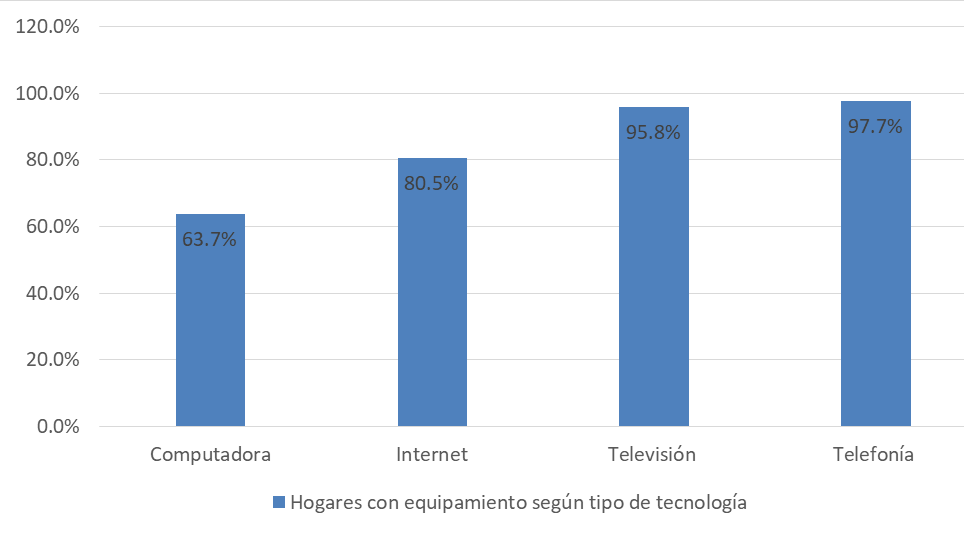 120.0%
100.0%
80.0%
60.0%
40.0%
20.0%
0.0%
63.7%
80.5%
95.8%
97.7%
Computadora
Internet
Televisión
Telefonía
Hogares con equipamiento según tipo de tecnología